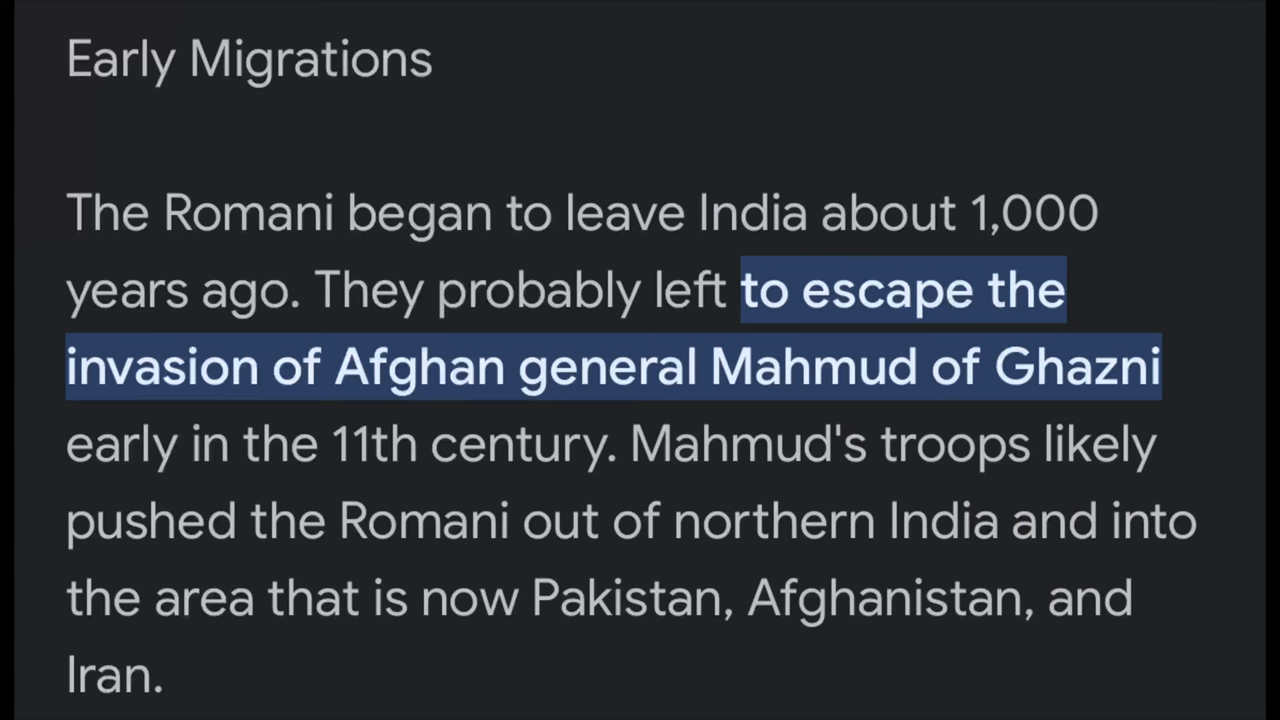 Early Migrations
The Romani began to leave India about 1,000
years ago. They probably left to escape the
invasion of Afghan general Mahmud of Ghazni
early in the 11th century. Mahmud's troops likely
pushed the Romani out of northern India and into
the area that is now Pakistan, Afghanistan, and
Iran.